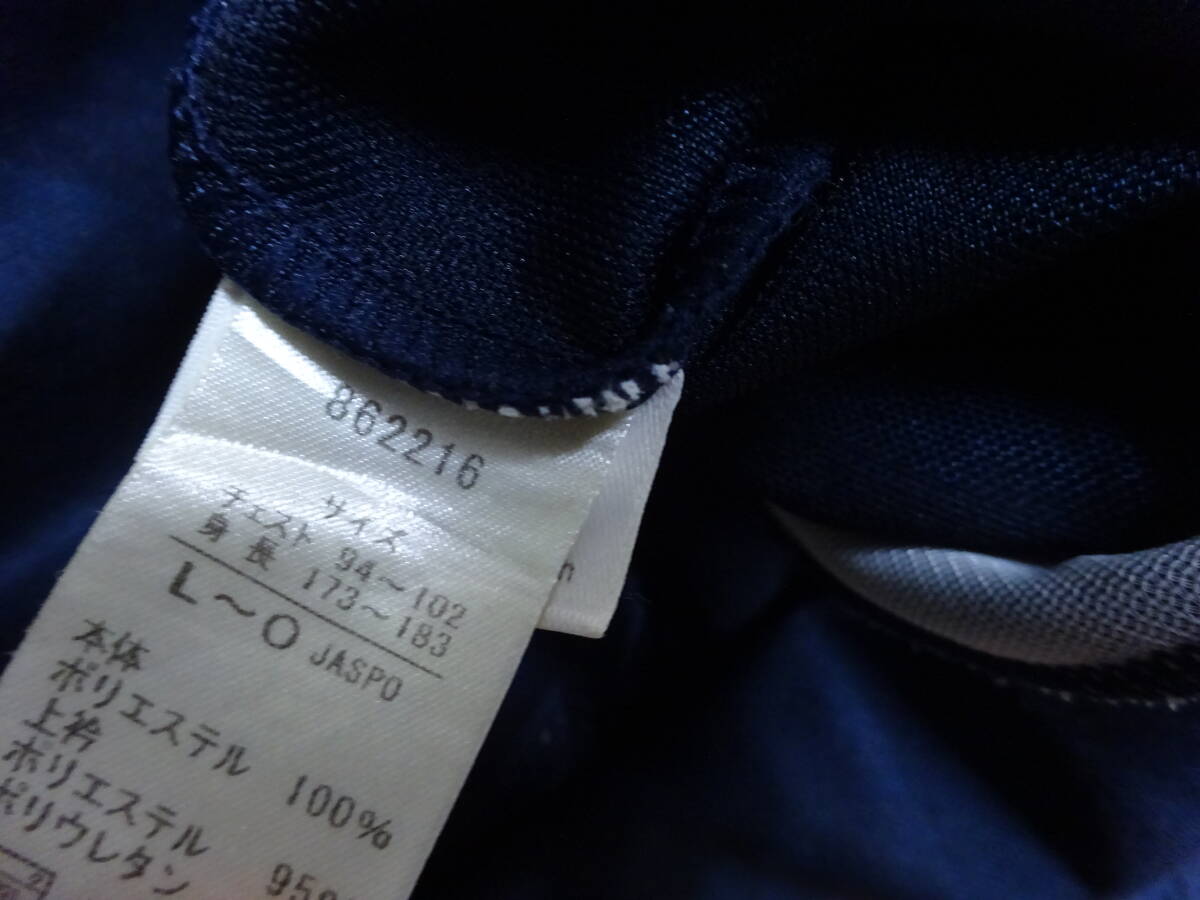 862216
サイズ
チェスト 94～102
身長 173～183
L～O JASPO
本体
ポリエステル 100%
上衿
ポリエステル 95%
ポリウレタン